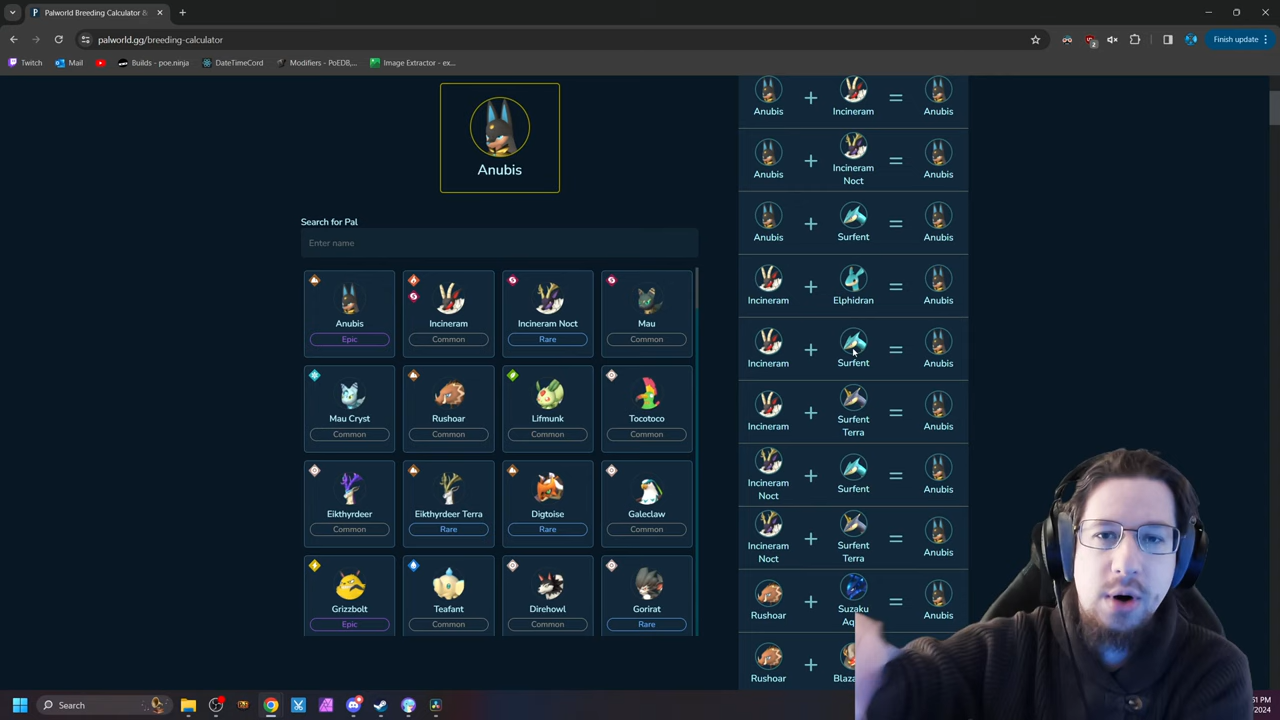 Palworld Breeding Calculator &
palworld.gg/breeding-calculator
Finish update
Twitch
Mail
Builds - poe.ninja
DateTimeCord
Modifiers - PoEDB,...
Image Extractor - ex...
Anubis
Search for Pal
Enter name
Anubis
Epic
Incineram
Common
Incineram Noct
Rare
Mau
Common
Mau Cryst
Common
Rushoar
Common
Lifmunk
Common
Tocotoco
Common
Eikthyrdeer
Common
Eikthyrdeer Terra
Rare
Digtoise
Rare
Galeclaw
Common
Grizzbolt
Epic
Teafant
Common
Direhowl
Common
Gorirat
Rare
Anubis + Incineram = Anubis
Anubis + Incineram = Anubis
Noct
Anubis + Surfent = Anubis
Incineram + Elphidran = Anubis
Incineram + Surfent = Anubis
Incineram + Surfent = Anubis
Terra
Incineram + Surfent = Anubis
Noct
Incineram + Surfent = Anubis
Noct Terra
Rushoar + Suzaku = Anubis
Aq
Rushoar + Blaza
Search